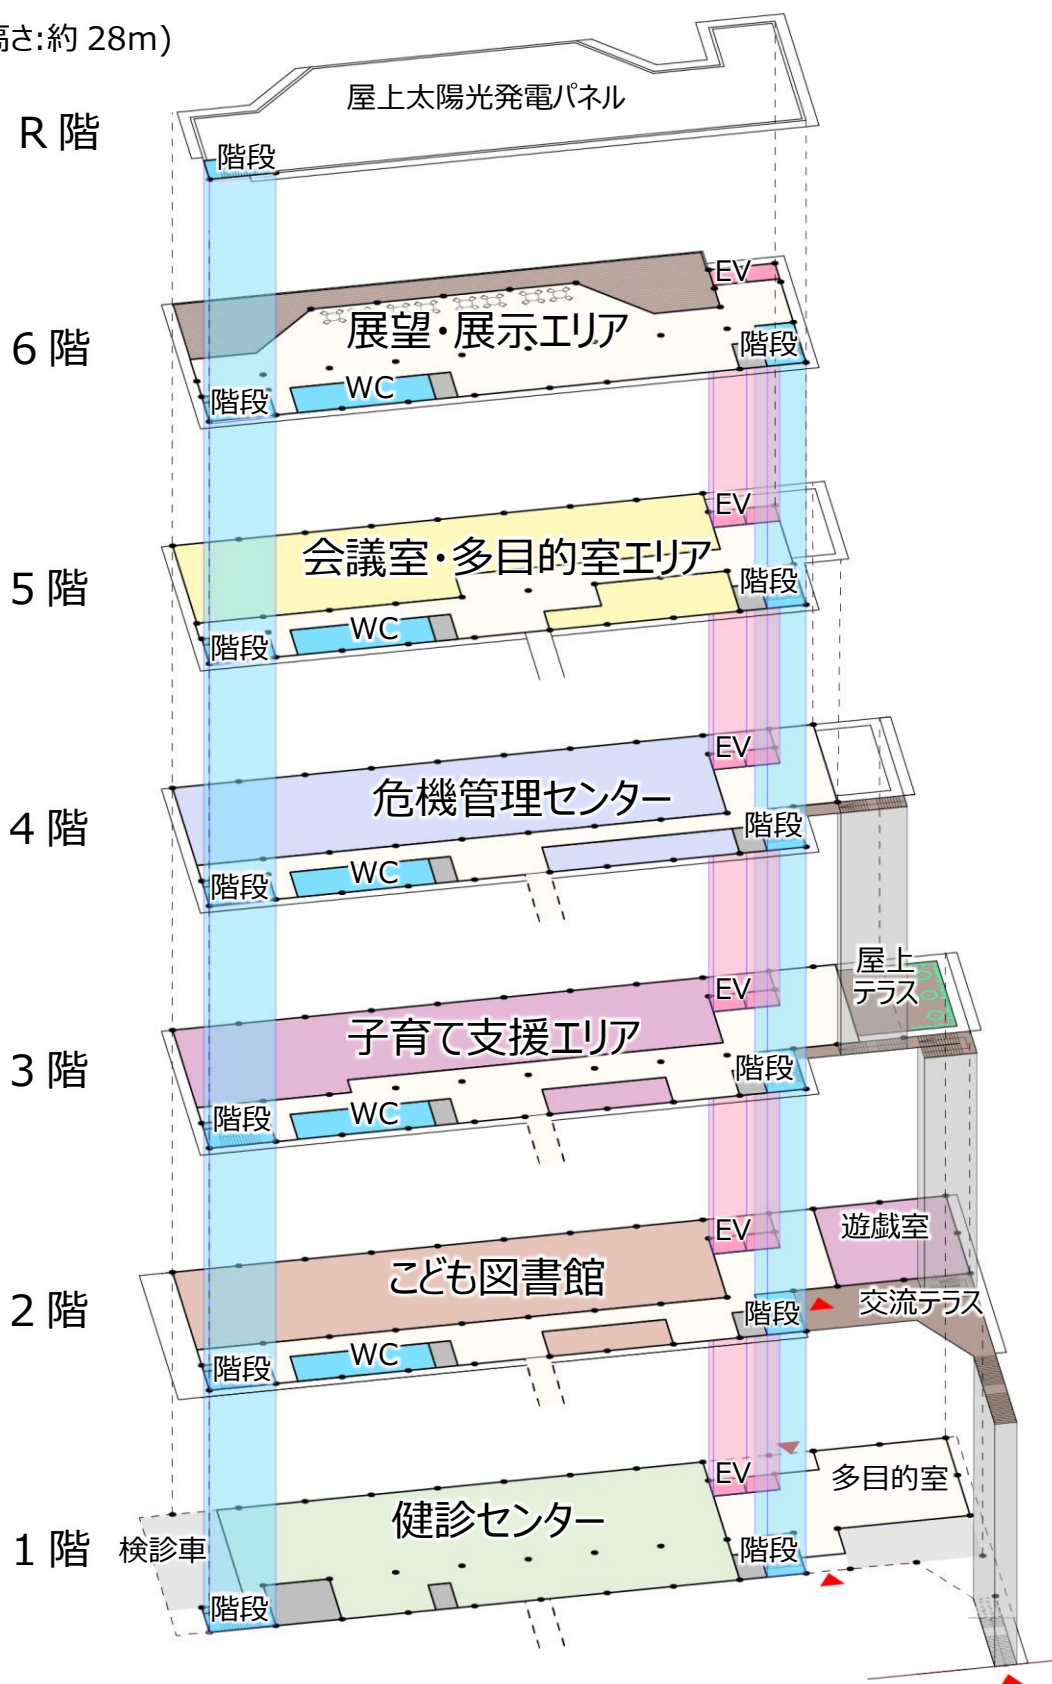 高さ:約 28m)
屋上太陽光発電パネル
R 階
階段
EV
展望・展示エリア
6 階
階段
WC
階段
EV
会議室・多目的室エリア
5 階
階段
WC
階段
EV
危機管理センター
4 階
階段
WC
階段
屋上
テラス
EV
子育て支援エリア
3 階
階段
WC
階段
遊戯室
EV
こども図書館
2 階
交流テラス
階段
WC
階段
EV
多目的室
健診センター
1 階
検診車
階段
階段